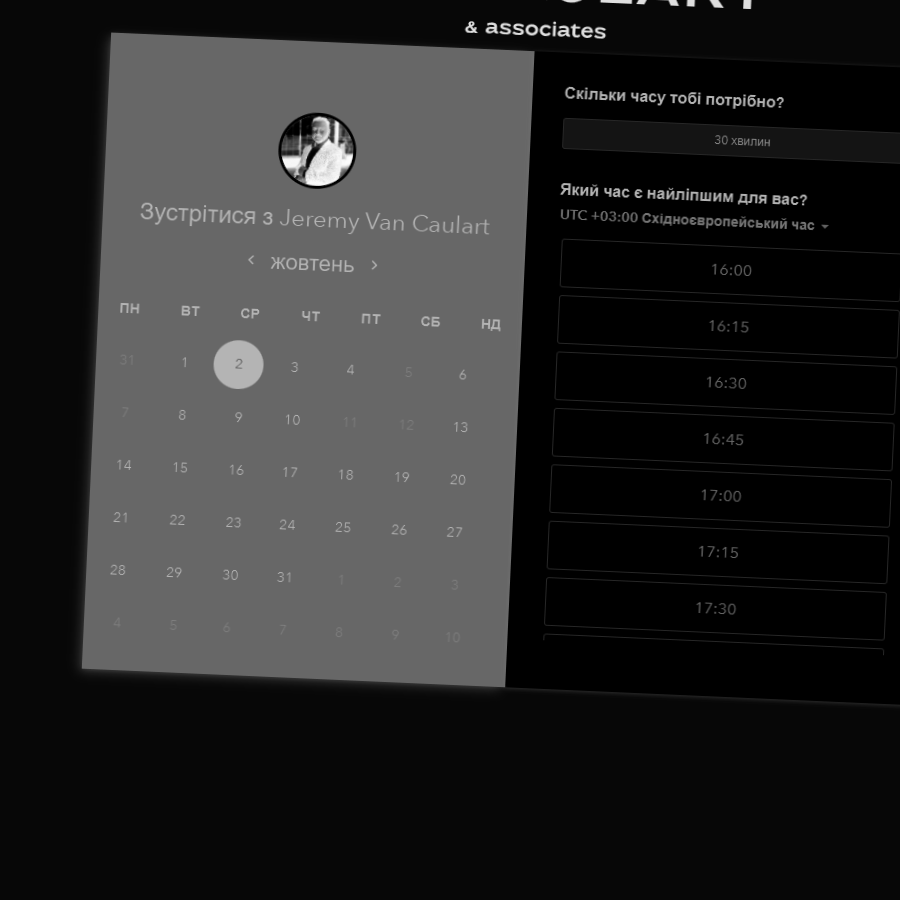 & associates
Зустрітися з Jeremy Van Caulart
жовтень
ПН ВТ СР ЧТ ПТ СБ НД
31 1 2 3 4 5 6
7 8 9 10 11 12 13
14 15 16 17 18 19 20
21 22 23 24 25 26 27
28 29 30 31 1 2 3
4 5 6 7 8 9 10
Скільки часу тобі потрібно?
30 хвилин
Який час є найліпшим для вас?
UTC +03:00 Східноєвропейський час
16:00
16:15
16:30
16:45
17:00
17:15
17:30